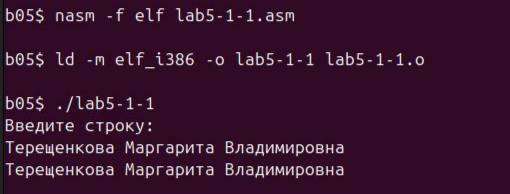 b05$ nasm -f elf lab5-1-1.asm
b05$ ld -m elf_i386 -o lab5-1-1 lab5-1-1.o
b05$ ./lab5-1-1
Введите строку:
Терещенкова Маргарита Владимировна
Терещенкова Маргарита Владимировна